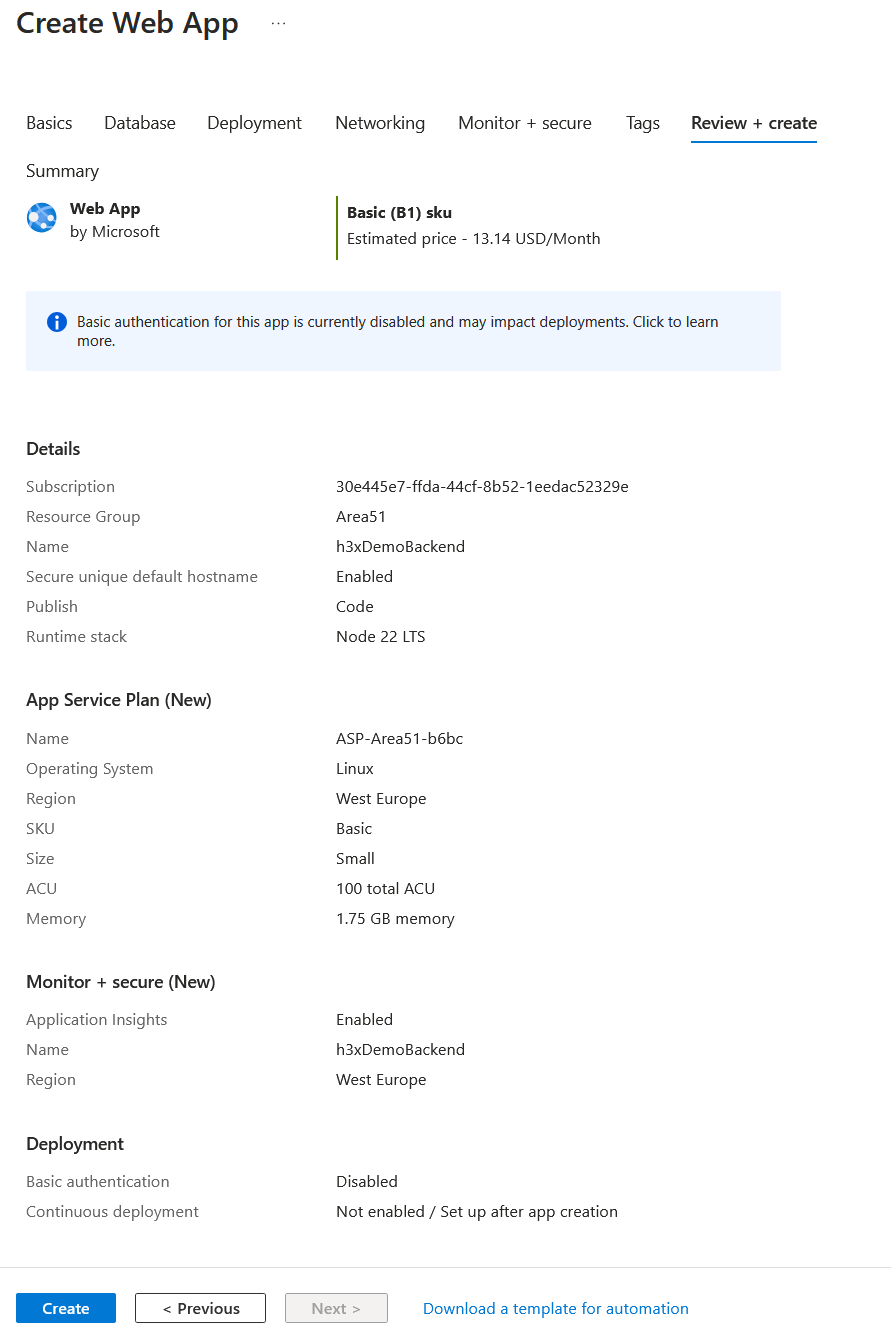 Create Web App ...
Basics Database Deployment Networking Monitor + secure Tags Review + create
Summary
Web App
by Microsoft
Basic (B1) sku
Estimated price - 13.14 USD/Month
Basic authentication for this app is currently disabled and may impact deployments. Click to learn
more.
Details
Subscription 30e445e7-ffda-44cf-8b52-1eedac52329e
Resource Group Area51
Name h3xDemoBackend
Secure unique default hostname Enabled
Publish Code
Runtime stack Node 22 LTS
App Service Plan (New)
Name ASP-Area51-b6bc
Operating System Linux
Region West Europe
SKU Basic
Size Small
ACU 100 total ACU
Memory 1.75 GB memory
Monitor + secure (New)
Application Insights Enabled
Name h3xDemoBackend
Region West Europe
Deployment
Basic authentication Disabled
Continuous deployment Not enabled / Set up after app creation
Create < Previous Next > Download a template for automation